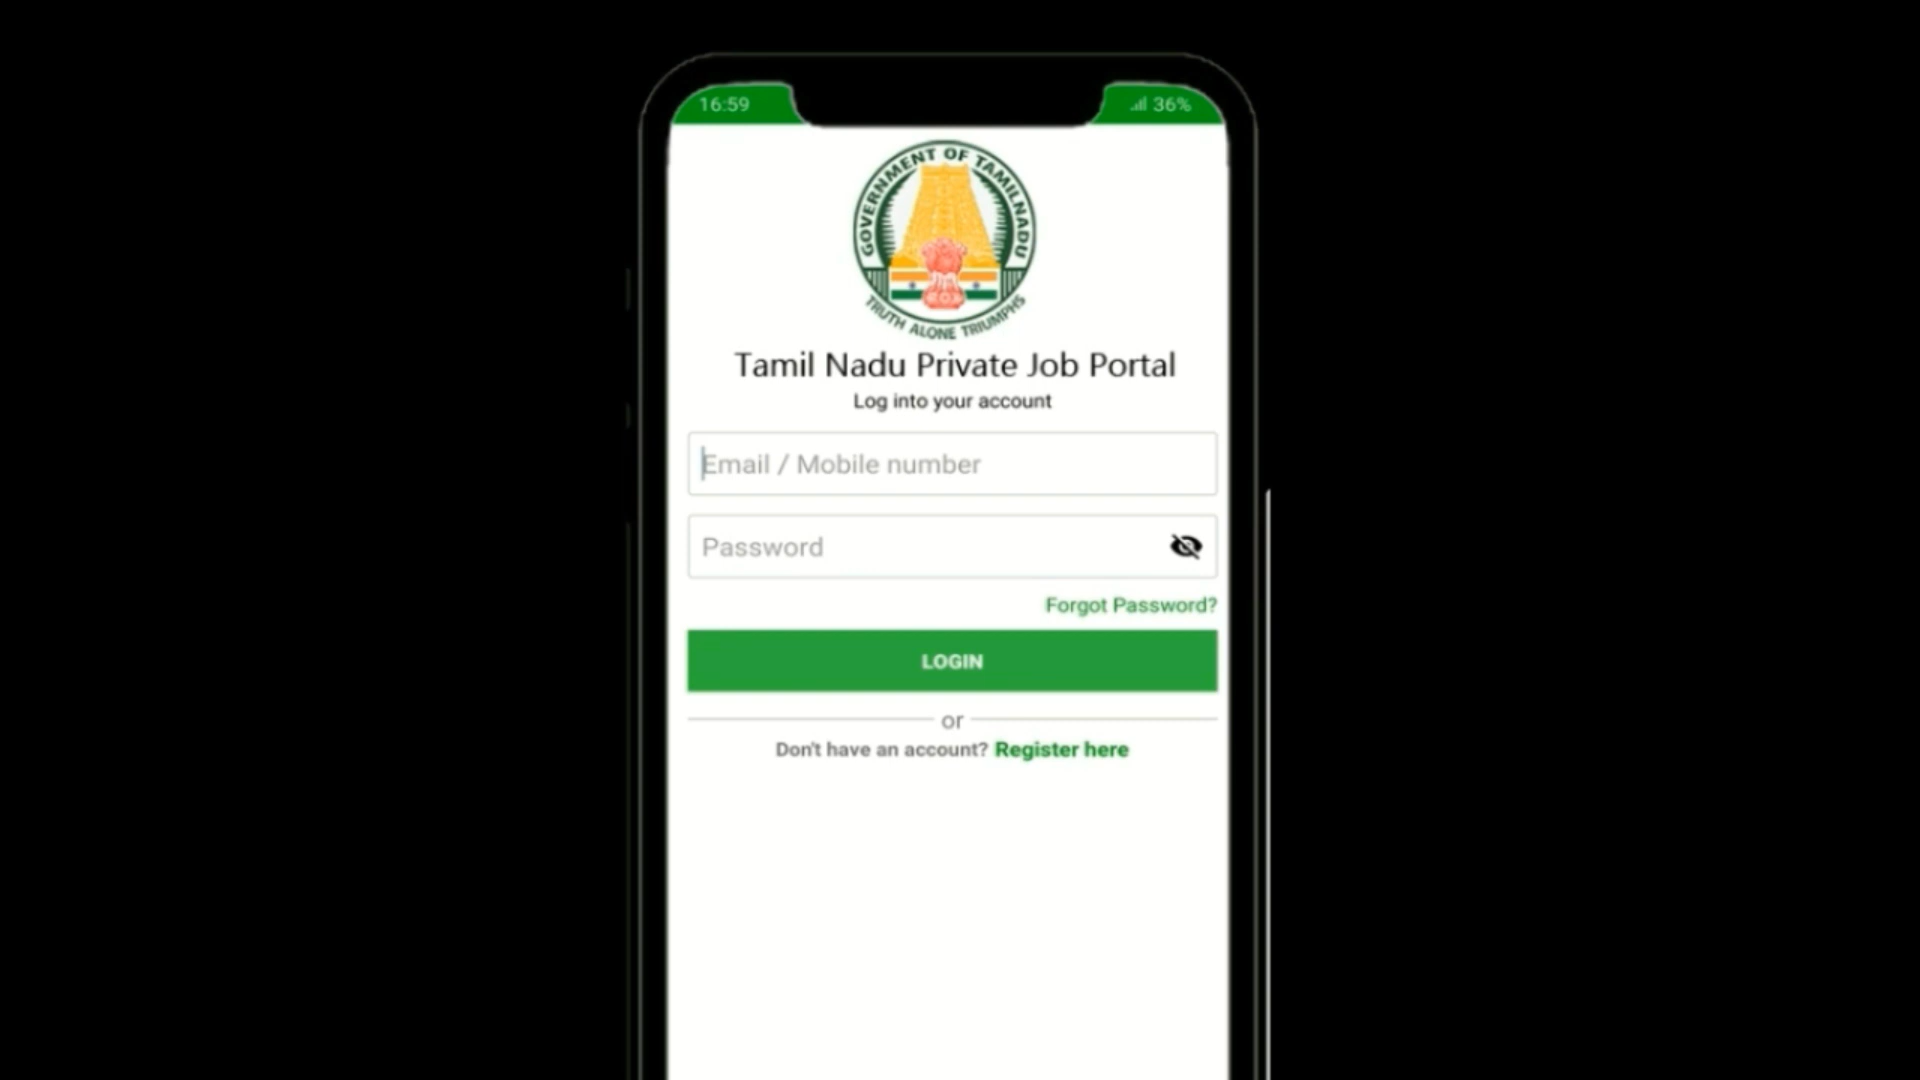 16:59
36%
GOVERNMENT OF TAMILNADU
TRUTH ALONE TRIUMPHS
Tamil Nadu Private Job Portal
Log into your account
Email / Mobile number
Password
Forgot Password?
LOGIN
or
Don't have an account? Register here